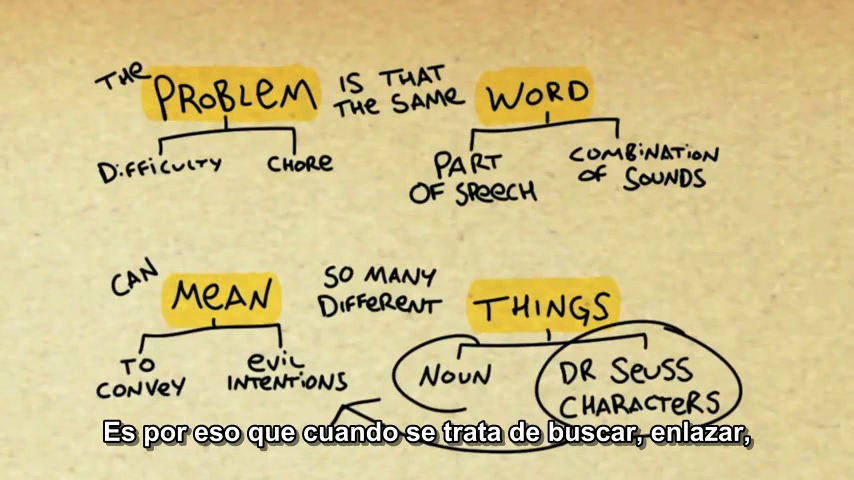 THE PROBLEM IS THAT
THE SAME WORD
DIFFICULTY CHORE
PART
OF SPEECH
COMBINATION
OF SOUNDS
CAN MEAN SO MANY
DIFFERENT THINGS
TO
CONVEY
EVIL
INTENTIONS
NOUN
DR SEUSS
CHARACTERS
Es por eso que cuando se trata de buscar, enlazar,